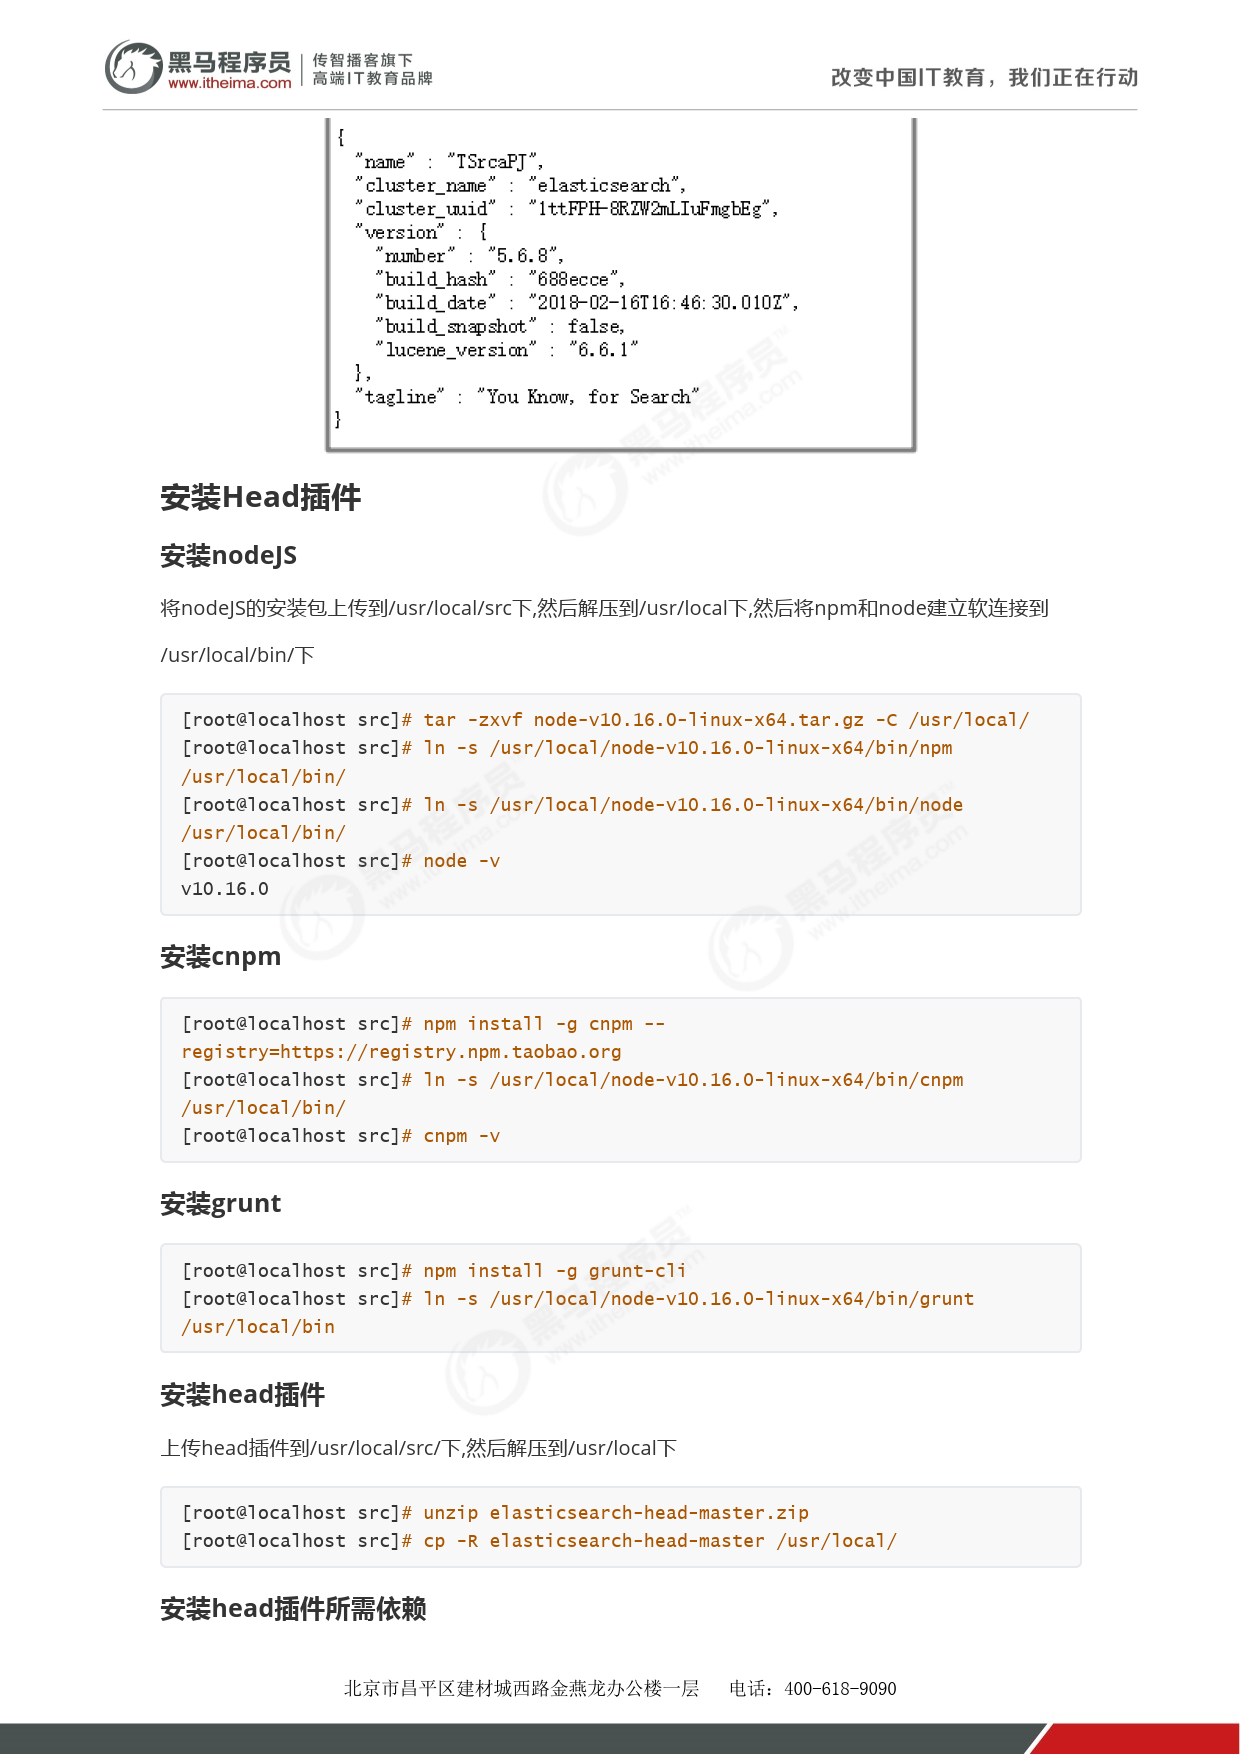 黑马程序员
www.itheima.com
传智播客旗下
高端IT教育品牌
改变中国IT教育，我们正在行动
{
"name" : "TSrcaPJ",
"cluster_name" : "elasticsearch",
"cluster_uuid" : "1ttFPH-8RZW2mLIuFmgbEg",
"version" : {
"number" : "5.6.8",
"build_hash" : "688ecce",
"build_date" : "2018-02-16T16:46:30.010Z",
"build_snapshot" : false,
"lucene_version" : "6.6.1"
},
"tagline" : "You Know, for Search"
}
安装Head插件
安装nodeJS
将nodeJS的安装包上传到/usr/local/src下,然后解压到/usr/local下,然后将npm和node建立软连接到
/usr/local/bin/下
[root@localhost src]# tar -zxvf node-v10.16.0-linux-x64.tar.gz -C /usr/local/
[root@localhost src]# ln -s /usr/local/node-v10.16.0-linux-x64/bin/npm
/usr/local/bin/
[root@localhost src]# ln -s /usr/local/node-v10.16.0-linux-x64/bin/node
/usr/local/bin/
[root@localhost src]# node -v
v10.16.0
安装cnpm
[root@localhost src]# npm install -g cnpm --
registry=https://registry.npm.taobao.org
[root@localhost src]# ln -s /usr/local/node-v10.16.0-linux-x64/bin/cnpm
/usr/local/bin/
[root@localhost src]# cnpm -v
安装grunt
[root@localhost src]# npm install -g grunt-cli
[root@localhost src]# ln -s /usr/local/node-v10.16.0-linux-x64/bin/grunt
/usr/local/bin
安装head插件
上传head插件到/usr/local/src/下,然后解压到/usr/local下
[root@localhost src]# unzip elasticsearch-head-master.zip
[root@localhost src]# cp -R elasticsearch-head-master /usr/local/
安装head插件所需依赖
北京市昌平区建材城西路金燕龙办公楼一层 电话：400-618-9090